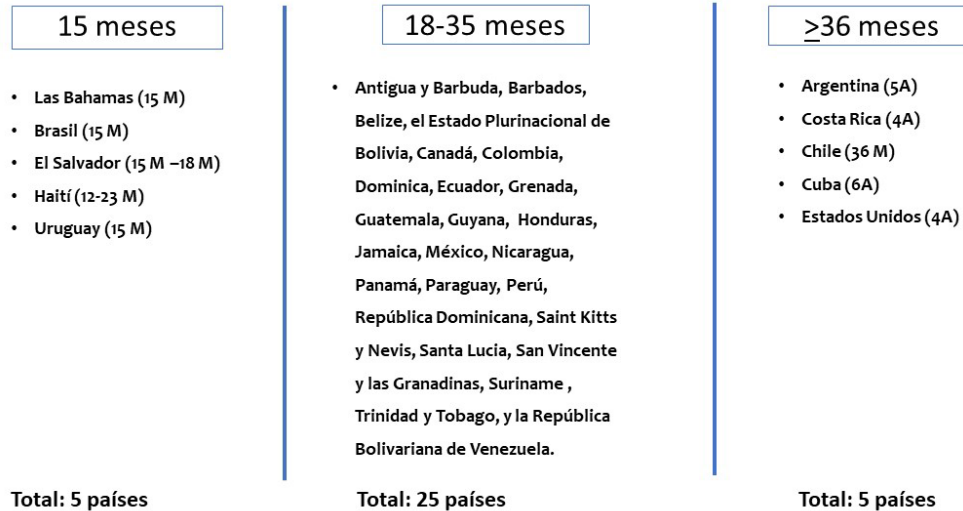 15 meses
• Las Bahamas (15 M)
• Brasil (15 M)
• El Salvador (15 M –18 M)
• Haití (12-23 M)
• Uruguay (15 M)
Total: 5 países
18-35 meses
• Antigua y Barbuda, Barbados,
Belize, el Estado Plurinacional de
Bolivia, Canadá, Colombia,
Dominica, Ecuador, Grenada,
Guatemala, Guyana, Honduras,
Jamaica, México, Nicaragua,
Panamá, Paraguay, Perú,
República Dominicana, Saint Kitts
y Nevis, Santa Lucia, San Vincente
y las Granadinas, Suriname ,
Trinidad y Tobago, y la República
Bolivariana de Venezuela.
Total: 25 países
≥36 meses
• Argentina (5A)
• Costa Rica (4A)
• Chile (36 M)
• Cuba (6A)
• Estados Unidos (4A)
Total: 5 países